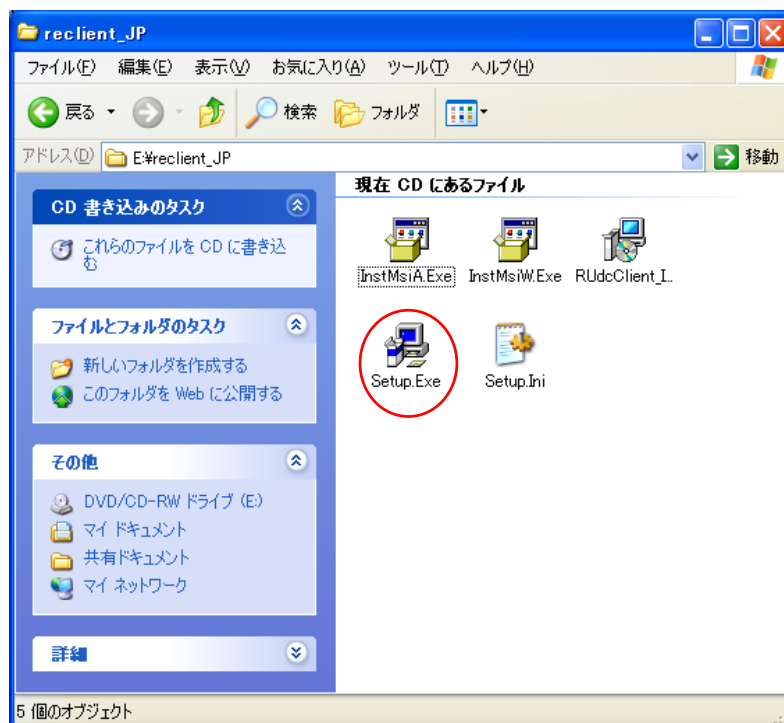 reclient_JP
ファイル(F) 編集(E) 表示(V) お気に入り(A) ツール(T) ヘルプ(H)
戻る 検索 フォルダ
アドレス(D) E:¥reclient_JP 移動
CD 書き込みのタスク
これらのファイルを CD に書き込
む
ファイルとフォルダのタスク
新しいフォルダを作成する
このフォルダを Web に公開する
その他
DVD/CD-RW ドライブ (E:)
マイ ドキュメント
共有ドキュメント
マイ ネットワーク
詳細
現在 CD にあるファイル
InstMsiA.Exe InstMsiW.Exe RUdcClient_I...
Setup.Exe Setup.Ini
5 個のオブジェクト